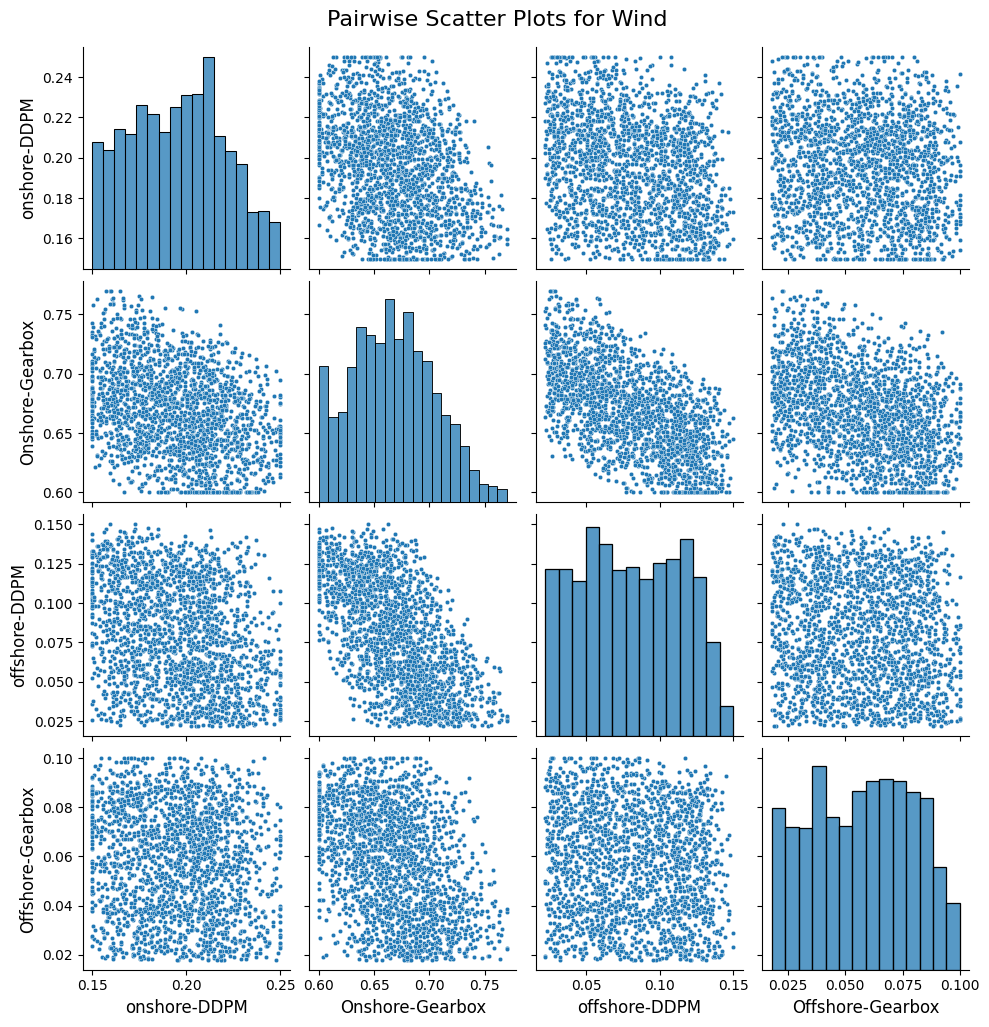 Pairwise Scatter Plots for Wind
0.24
0.22
0.20
0.18
0.16
onshore-DDPM
0.75
0.70
0.65
0.60
Onshore-Gearbox
0.150
0.125
0.100
0.075
0.050
0.025
offshore-DDPM
0.10
0.08
0.06
0.04
0.02
Offshore-Gearbox
0.15 0.20 0.25 0.60 0.65 0.70 0.75 0.05 0.10 0.15 0.025 0.050 0.075 0.100
onshore-DDPM Onshore-Gearbox offshore-DDPM Offshore-Gearbox